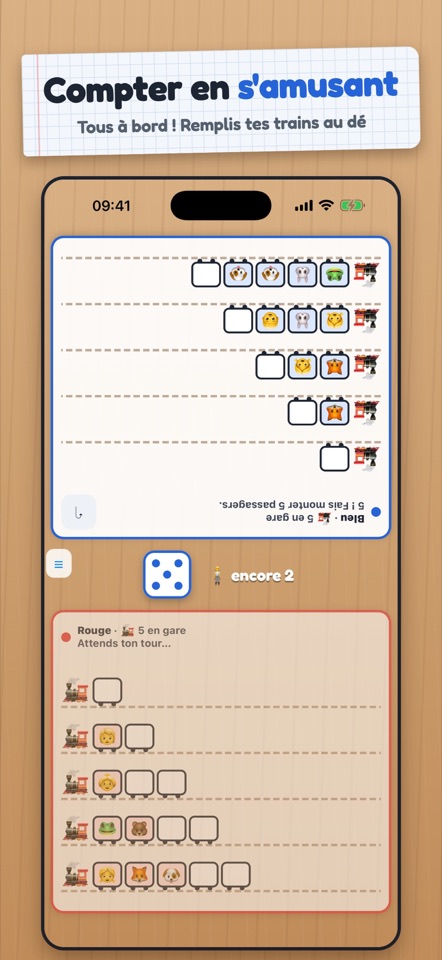 Compter en s'amusant
Tous à bord ! Remplis tes trains au dé
09:41
5 ! Fais monter 5 passagers.
Bleu · 🚂 5 en gare
≡
encore 2
Rouge · 🚂 5 en gare
Attends ton tour...